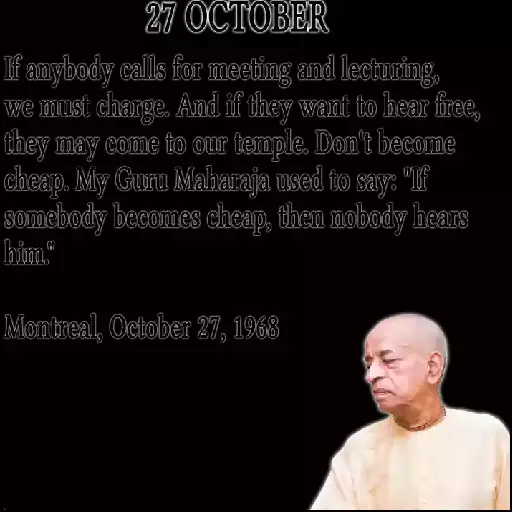 27 OCTOBER
If anybody calls for meeting and lecturing,
we must charge. And if they want to hear free,
they may come to our temple. Don't become
cheap. My Guru Maharaja used to say: "If
somebody becomes cheap, then nobody hears
him."
Montreal, October 27, 1968